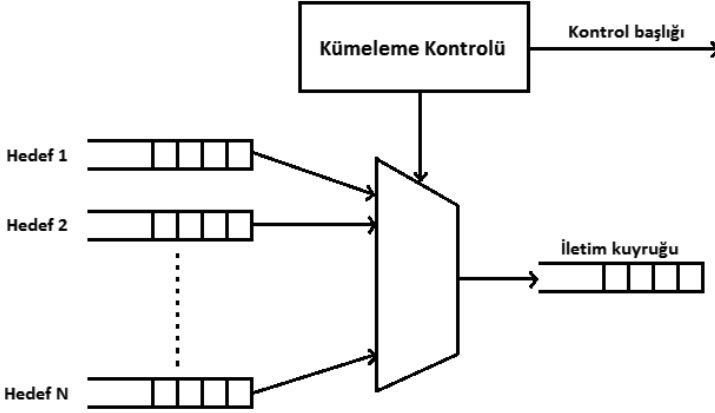 Kümeleme Kontrolü
Kontrol başlığı
Hedef 1
Hedef 2
İletim kuyruğu
Hedef N